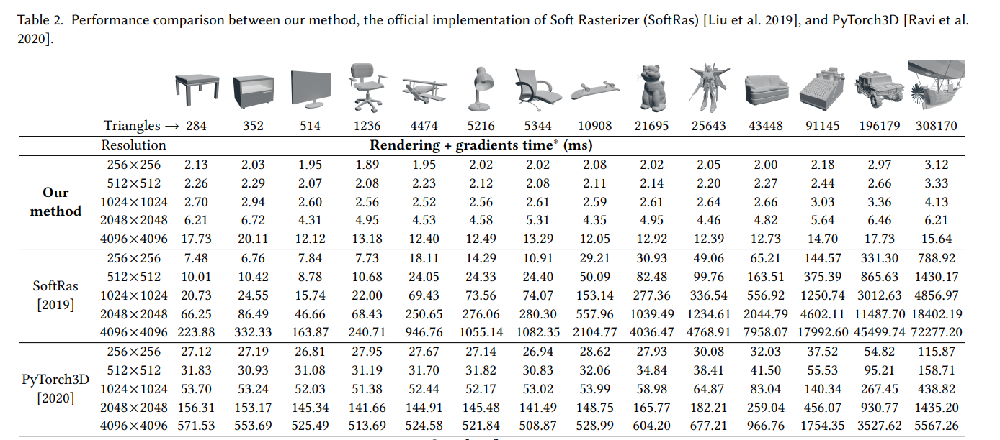 Table 2. Performance comparison between our method, the official implementation of Soft Rasterizer (SoftRas) [Liu et al. 2019], and PyTorch3D [Ravi et al.
2020].
Triangles → 284 352 514 1236 4474 5216 5344 10908 21695 25643 43448 91145 196179 308170
Resolution Rendering + gradients time* (ms)
Our method
256×256 2.13 2.03 1.95 1.89 1.95 2.02 2.02 2.08 2.02 2.05 2.00 2.18 2.97 3.12
512×512 2.26 2.29 2.07 2.08 2.23 2.12 2.08 2.11 2.14 2.20 2.27 2.44 2.66 3.33
1024×1024 2.70 2.94 2.60 2.56 2.52 2.56 2.61 2.59 2.61 2.64 2.66 3.03 3.36 4.13
2048×2048 6.21 6.72 4.31 4.95 4.53 4.58 5.31 4.35 4.95 4.46 4.82 5.64 6.46 6.21
4096×4096 17.73 20.11 12.12 13.18 12.40 12.49 13.29 12.05 12.92 12.39 12.73 14.70 17.73 15.64
SoftRas
[2019]
256×256 7.48 6.76 7.84 7.73 18.11 14.29 10.91 29.21 30.93 49.06 65.21 144.57 331.30 788.92
512×512 10.01 10.42 8.78 10.68 24.05 24.33 24.40 50.09 82.48 99.76 163.51 375.39 865.63 1430.17
1024×1024 20.73 24.55 15.74 22.00 69.43 73.56 74.07 153.14 277.36 336.54 556.92 1250.74 3012.63 4856.97
2048×2048 66.25 86.49 46.66 68.43 250.65 276.06 280.30 557.96 1039.49 1234.61 2044.79 4602.11 11487.70 18402.19
4096×4096 223.88 332.33 163.87 240.71 946.76 1055.14 1082.35 2104.77 4036.47 4768.91 7958.07 17992.60 45499.74 72277.20
PyTorch3D
[2020]
256×256 27.12 27.19 26.81 27.95 27.67 27.14 26.94 28.62 27.93 30.08 32.03 37.52 54.82 115.87
512×512 31.83 30.93 31.08 31.19 31.70 31.82 30.83 32.06 34.84 38.41 41.50 55.53 95.21 158.71
1024×1024 53.70 53.24 52.03 51.38 52.44 52.17 53.02 53.99 58.98 64.87 83.04 140.34 267.45 438.82
2048×2048 156.31 153.17 145.34 141.66 144.91 145.48 141.49 148.75 165.77 182.21 259.04 456.07 930.77 1435.20
4096×4096 571.53 553.69 525.49 513.69 524.58 521.84 508.87 528.99 604.20 677.21 966.76 1754.35 3527.62 5567.26